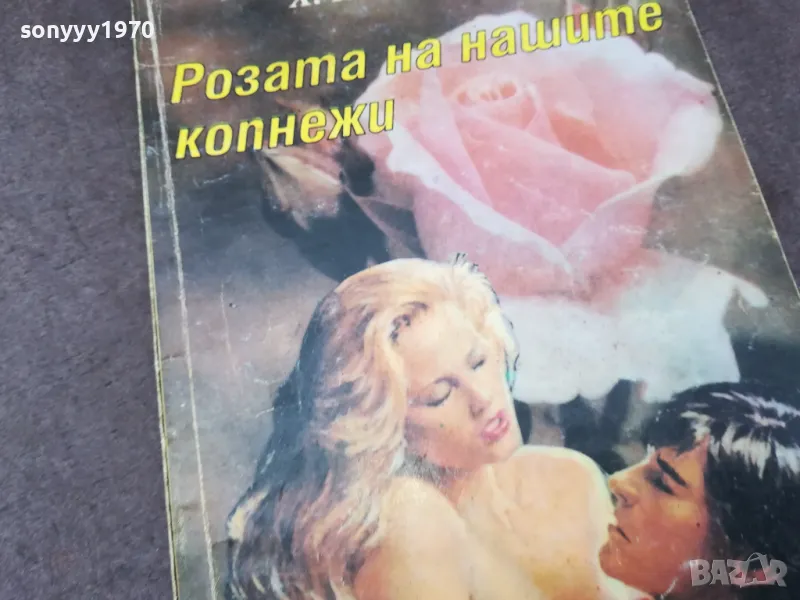 sonyyy1970
Розата на нашите
копнежи
BAZAR